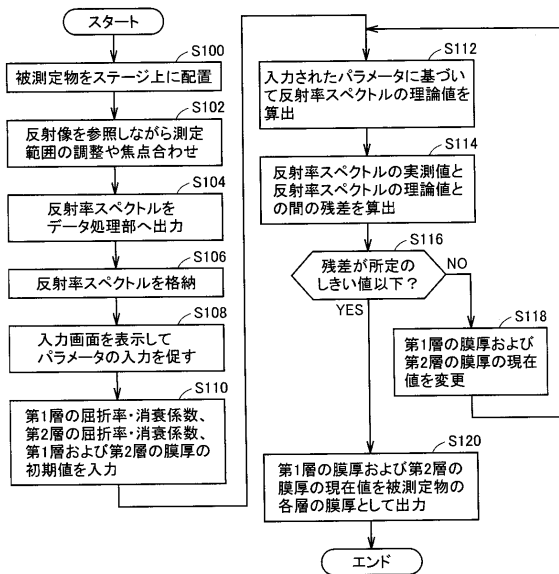 スタート
S100
被測定物をステージ上に配置
S102
反射像を参照しながら測定
範囲の調整や焦点合わせ
S104
反射率スペクトルを
データ処理部へ出力
S106
反射率スペクトルを格納
S108
入力画面を表示して
パラメータの入力を促す
S110
第1層の屈折率・消衰係数、
第2層の屈折率・消衰係数、
第1層および第2層の膜厚の
初期値を入力
S112
入力されたパラメータに基づい
て反射率スペクトルの理論値を
算出
S114
反射率スペクトルの実測値と
反射率スペクトルの理論値と
の間の残差を算出
S116
残差が所定の
しきい値以下?
NO
YES
S118
第1層の膜厚および
第2層の膜厚の現在
値を変更
S120
第1層の膜厚および第2層の
膜厚の現在値を被測定物の
各層の膜厚として出力
エンド